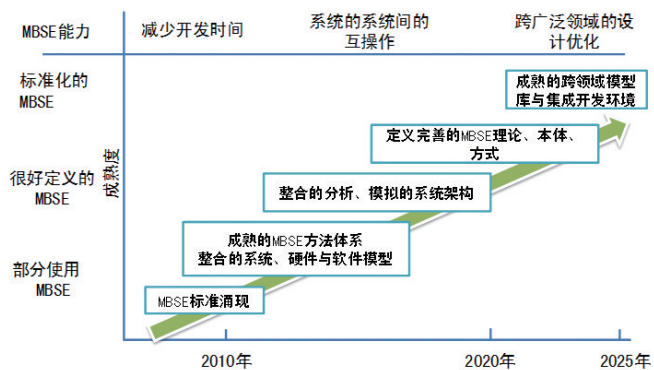 MBSE能力
减少开发时间
系统的系统间的
互操作
跨广泛领域的设
计优化
标准化的
MBSE
成熟的跨领域模型
库与集成开发环境
定义完善的MBSE理论、本体、
方式
成熟度
很好定义的
MBSE
整合的分析、模拟的系统架构
成熟的MBSE方法体系
整合的系统、硬件与软件模型
部分使用
MBSE
MBSE标准涌现
2010年
2020年
2025年